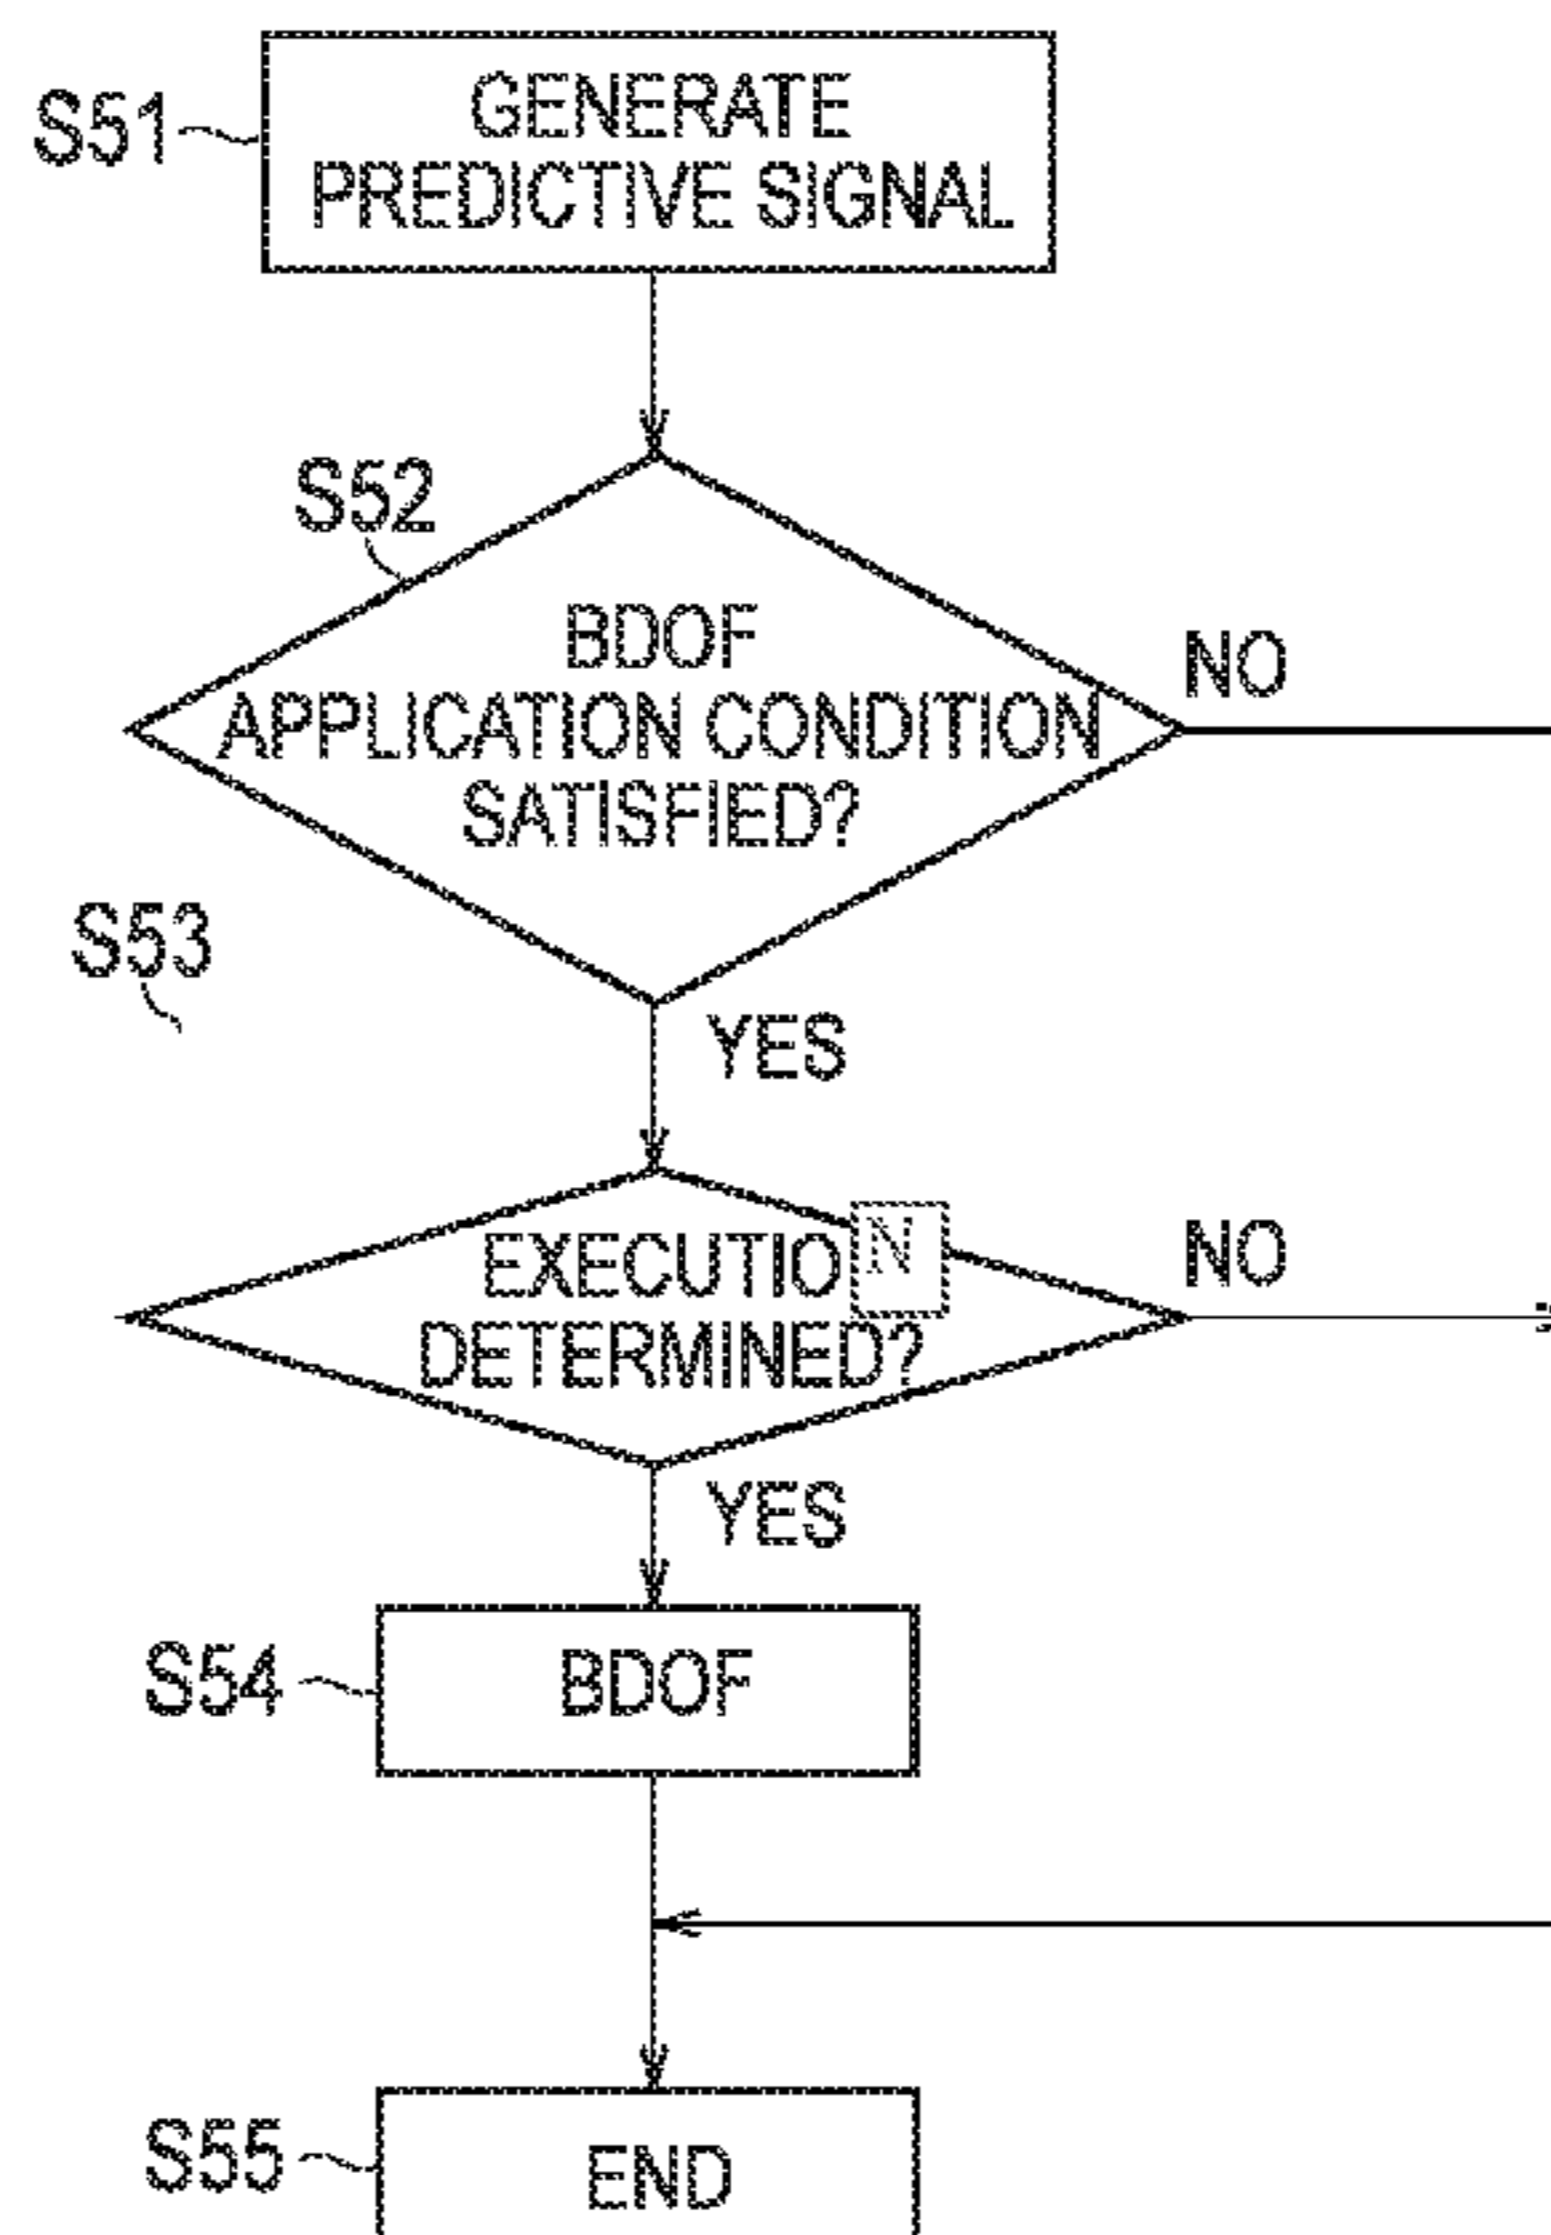 S51
GENERATE
PREDICTIVE SIGNAL
S52
BDOF
APPLICATION CONDITION
SATISFIED?
NO
S53
YES
EXECUTION
DETERMINED?
NO
YES
S54
BDOF
S55
END